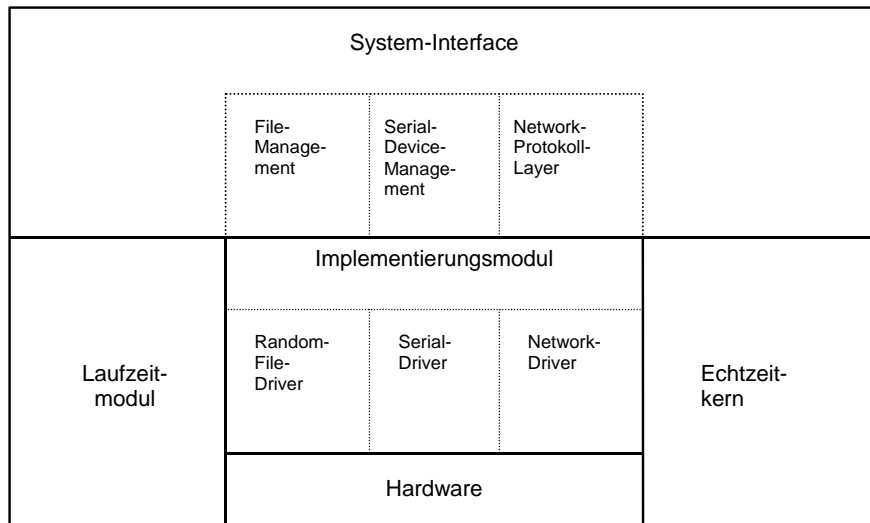 System-Interface
File-
Manage-
ment
Serial-
Device-
Manage-
ment
Network-
Protokoll-
Layer
Implementierungsmodul
Random-
File-
Driver
Serial-
Driver
Network-
Driver
Laufzeit-
modul
Echtzeit-
kern
Hardware